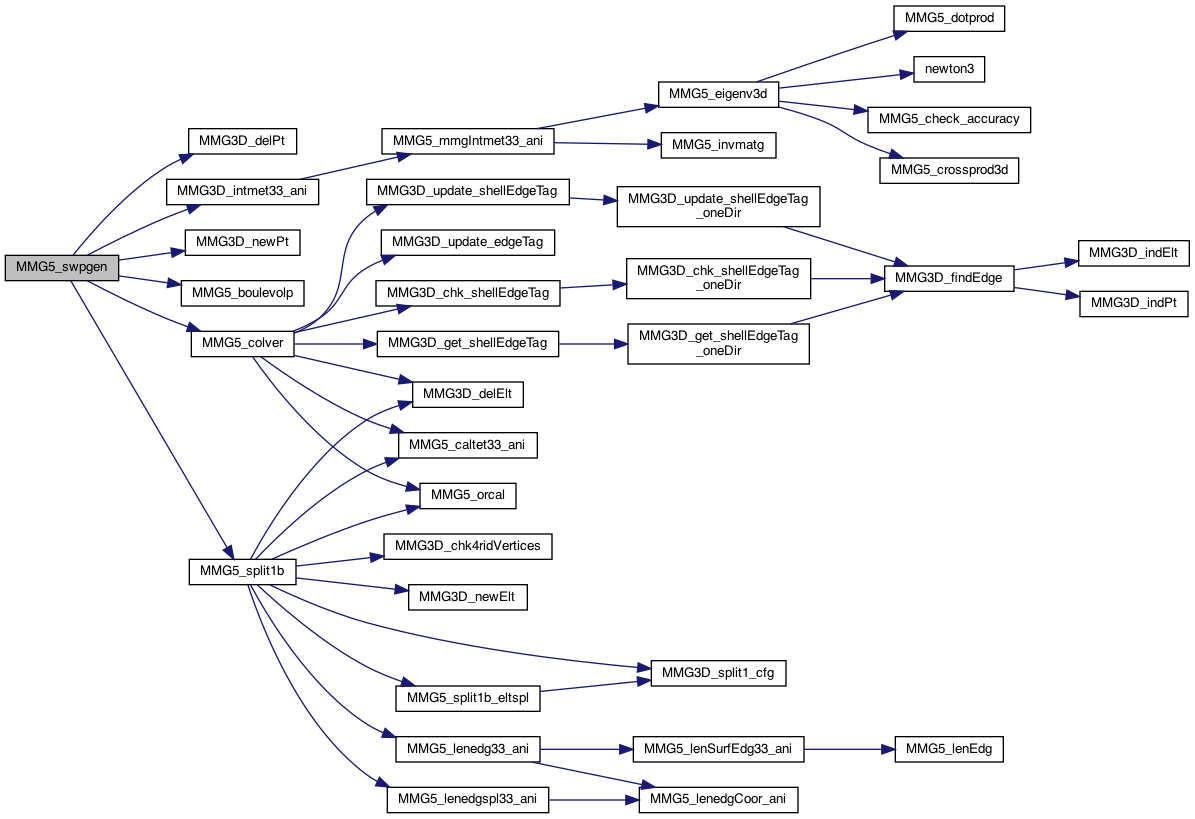 MMG5_dotprod
newton3
MMG5_eigenv3d
MMG5_check_accuracy
MMG3D_delPt
MMG5_mmgIntmet33_ani
MMG5_invmatg
MMG5_crossprod3d
MMG3D_intmet33_ani
MMG3D_update_shellEdgeTag
MMG3D_update_shellEdgeTag
_oneDir
MMG3D_newPt
MMG3D_update_edgeTag
MMG3D_indElt
MMG5_swpgen
MMG3D_chk_shellEdgeTag
_oneDir
MMG3D_findEdge
MMG5_boulevolp
MMG3D_chk_shellEdgeTag
MMG3D_indPt
MMG5_colver
MMG3D_get_shellEdgeTag
MMG3D_get_shellEdgeTag
_oneDir
MMG3D_delElt
MMG5_caltet33_ani
MMG5_orcal
MMG3D_chk4ridVertices
MMG5_split1b
MMG3D_newElt
MMG3D_split1_cfg
MMG5_split1b_eltspl
MMG5_lenedg33_ani
MMG5_lenSurfEdg33_ani
MMG5_lenEdg
MMG5_lenedgspl33_ani
MMG5_lenedgCoor_ani